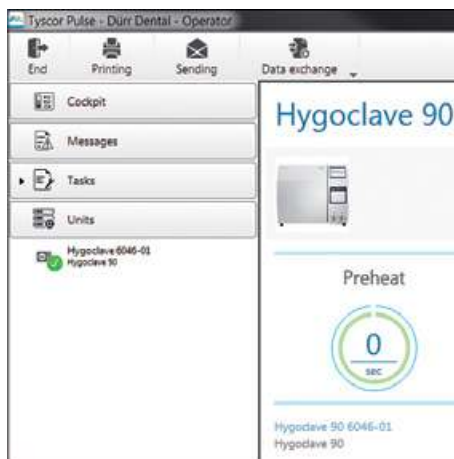 Tyscor Pulse - Dürr Dental - Operator
End
Printing
Sending
Data exchange
Cockpit
Messages
Tasks
Units
Hygoclave 6046-01
Hygoclave 90
Hygoclave 90
Preheat
0
sec
Hygoclave 90 6046-01
Hygoclave 90